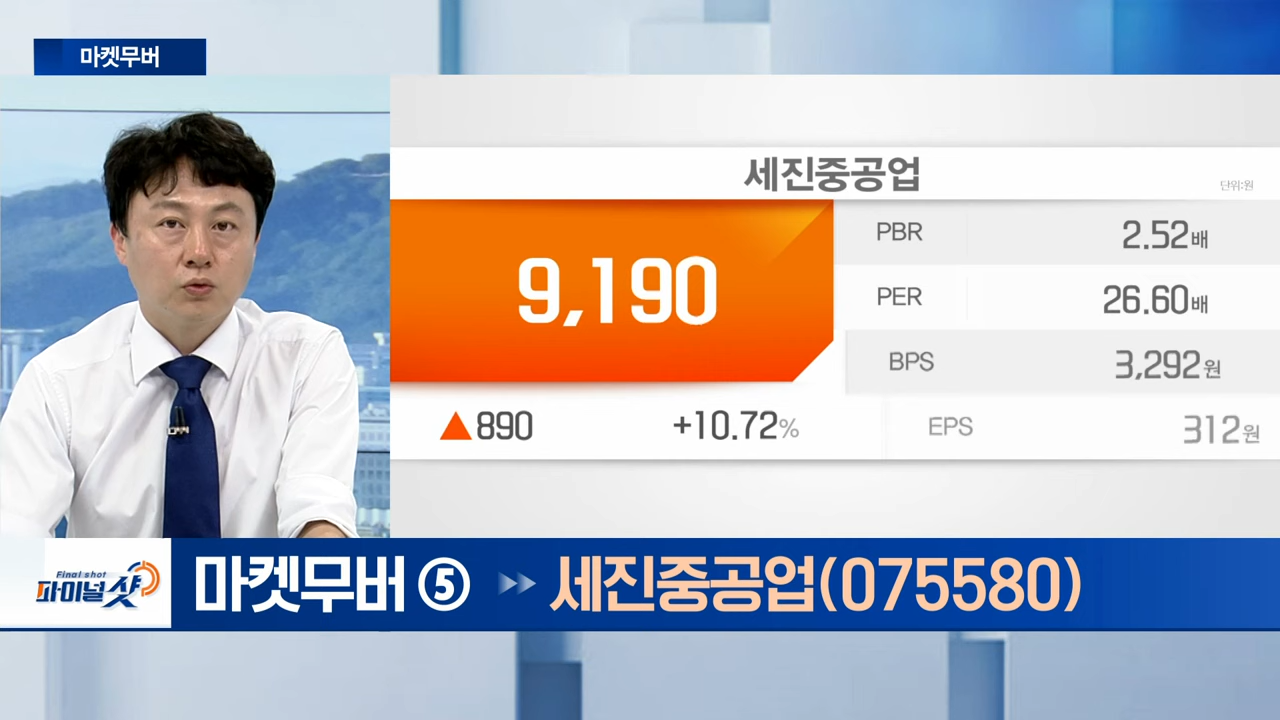 마켓무버
세진중공업
단위:원
9,190
▲890 +10.72%
PBR 2.52배
PER 26.60배
BPS 3,292원
EPS 312원
Final shot
파이널샷
마켓무버 ⑤ 세진중공업(075580)